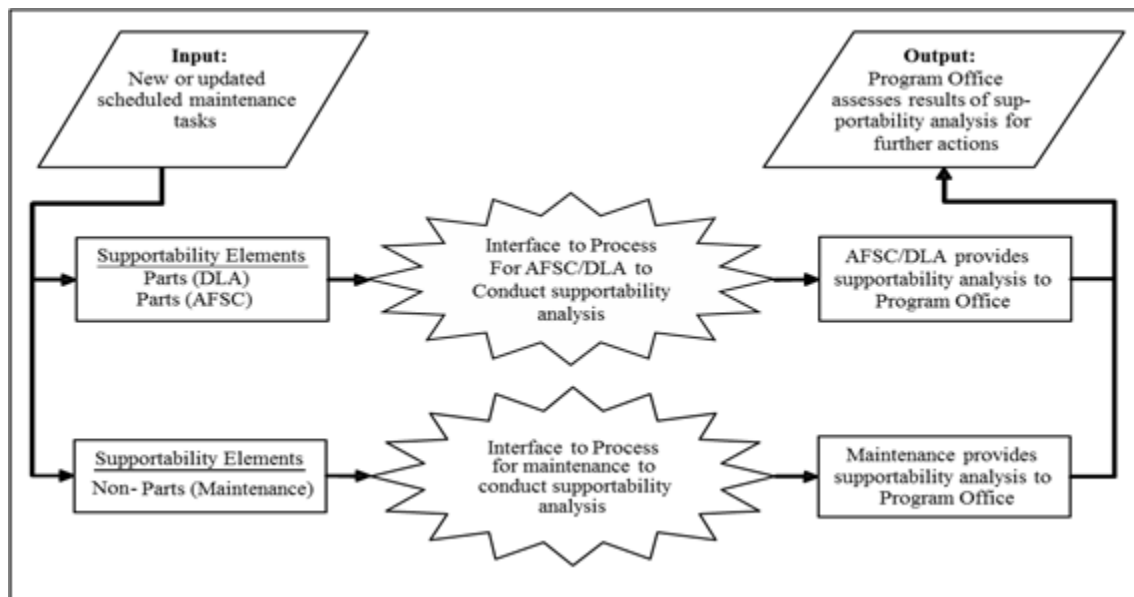 Input:
New or updated
scheduled maintenance
tasks
Output:
Program Office
assesses results of sup-
portability analysis for
further actions
Supportability Elements
Parts (DLA)
Parts (AFSC)
Interface to Process
For AFSC/DLA to
Conduct supportability
analysis
AFSC/DLA provides
supportability analysis to
Program Office
Supportability Elements
Non- Parts (Maintenance)
Interface to Process
for maintenance to
conduct supportability
analysis
Maintenance provides
supportability analysis to
Program Office